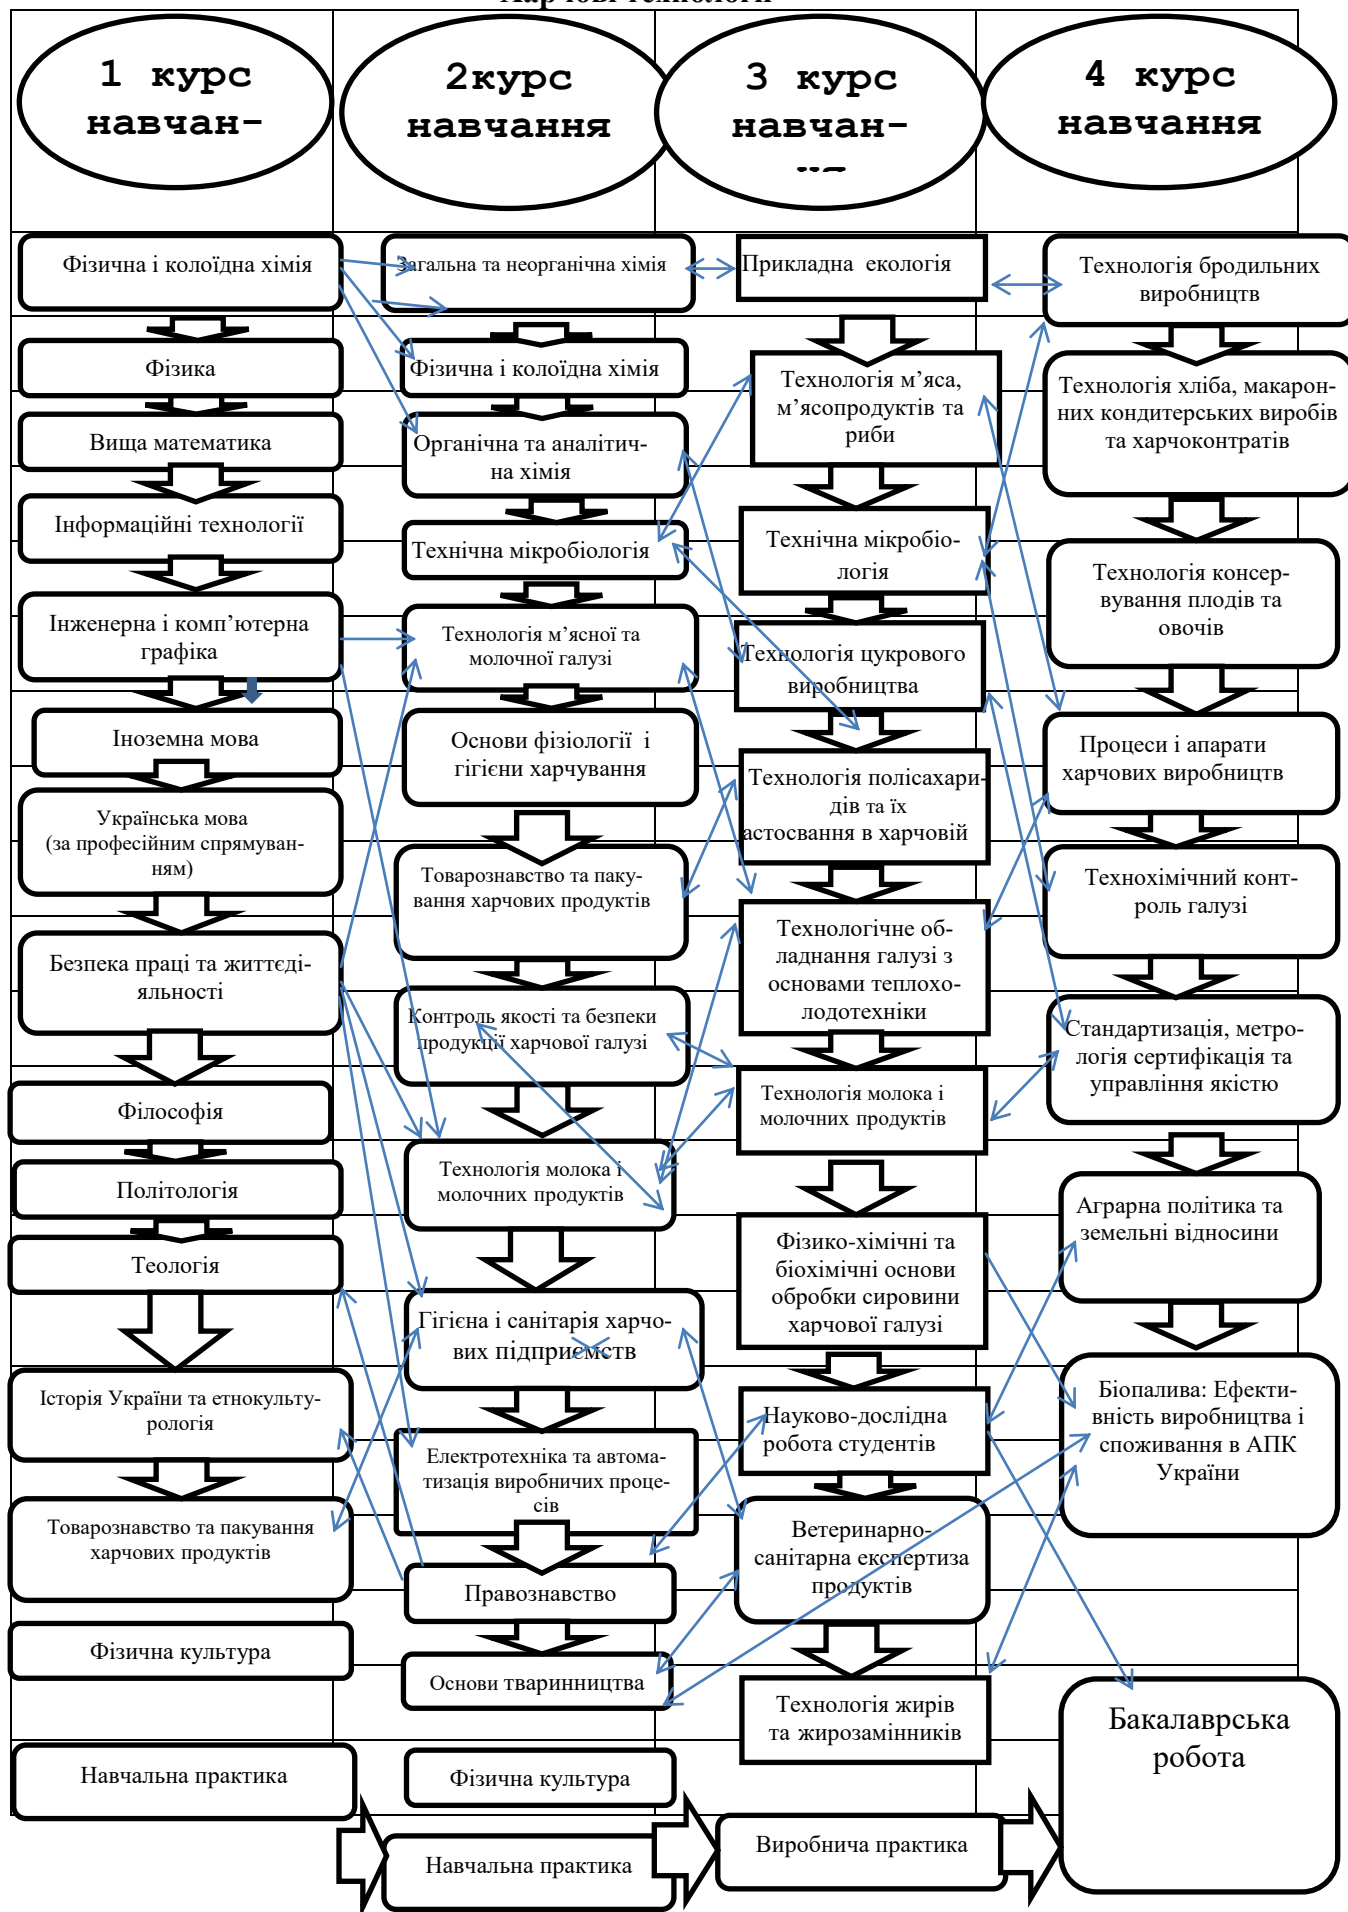 Харчові технології
1 курс
навчан-
2курс
навчання
3 курс
навчан-
ня
4 курс
навчання
Фізична і колоїдна хімія
Фізика
Вища математика
Інформаційні технології
Інженерна і комп’ютерна
графіка
Іноземна мова
Українська мова
(за професійним спрямуван-
ням)
Безпека праці та життєді-
яльності
Філософія
Політологія
Теологія
Історія України та етнокульту-
рологія
Товарознавство та пакування
харчових продуктів
Фізична культура
Навчальна практика
Загальна та неорганічна хімія
Фізична і колоїдна хімія
Органічна та аналітич-
на хімія
Технічна мікробіологія
Технологія м’ясної та
молочної галузі
Основи фізіології і
гігієни харчування
Товарознавство та паку-
вання харчових продуктів
Контроль якості та безпеки
продукції харчової галузі
Технологія молока і
молочних продуктів
Гігієна і санітарія харчо-
вих підприємств
Електротехніка та автома-
тизація виробничих проце-
сів
Правознавство
Основи тваринництва
Фізична культура
Навчальна практика
Прикладна екологія
Технологія м’яса,
м’ясопродуктів та
риби
Технічна мікробіо-
логія
Технологія цукрового
виробництва
Технологія полісахари-
дів та їх
астосвання в харчовій
Технологічне об-
ладнання галузі з
основами теплохо-
лодотехніки
Технологія молока і
молочних продуктів
Фізико-хімічні та
біохімічні основи
обробки сировини
харчової галузі
Науково-дослідна
робота студентів
Ветеринарно-
санітарна експертиза
продуктів
Технологія жирів
та жирозамінників
Виробнича практика
Технологія бродильних
виробництв
Технологія хліба, макарон-
них кондитерських виробів
та харчоконтратів
Технологія консер-
вування плодів та
овочів
Процеси і апарати
харчових виробництв
Технохімічний конт-
роль галузі
Стандартизація, метро-
логія сертифікація та
управління якістю
Аграрна політика та
земельні відносини
Біопалива: Ефекти-
вність виробництва і
споживання в АПК
України
Бакалаврська
робота